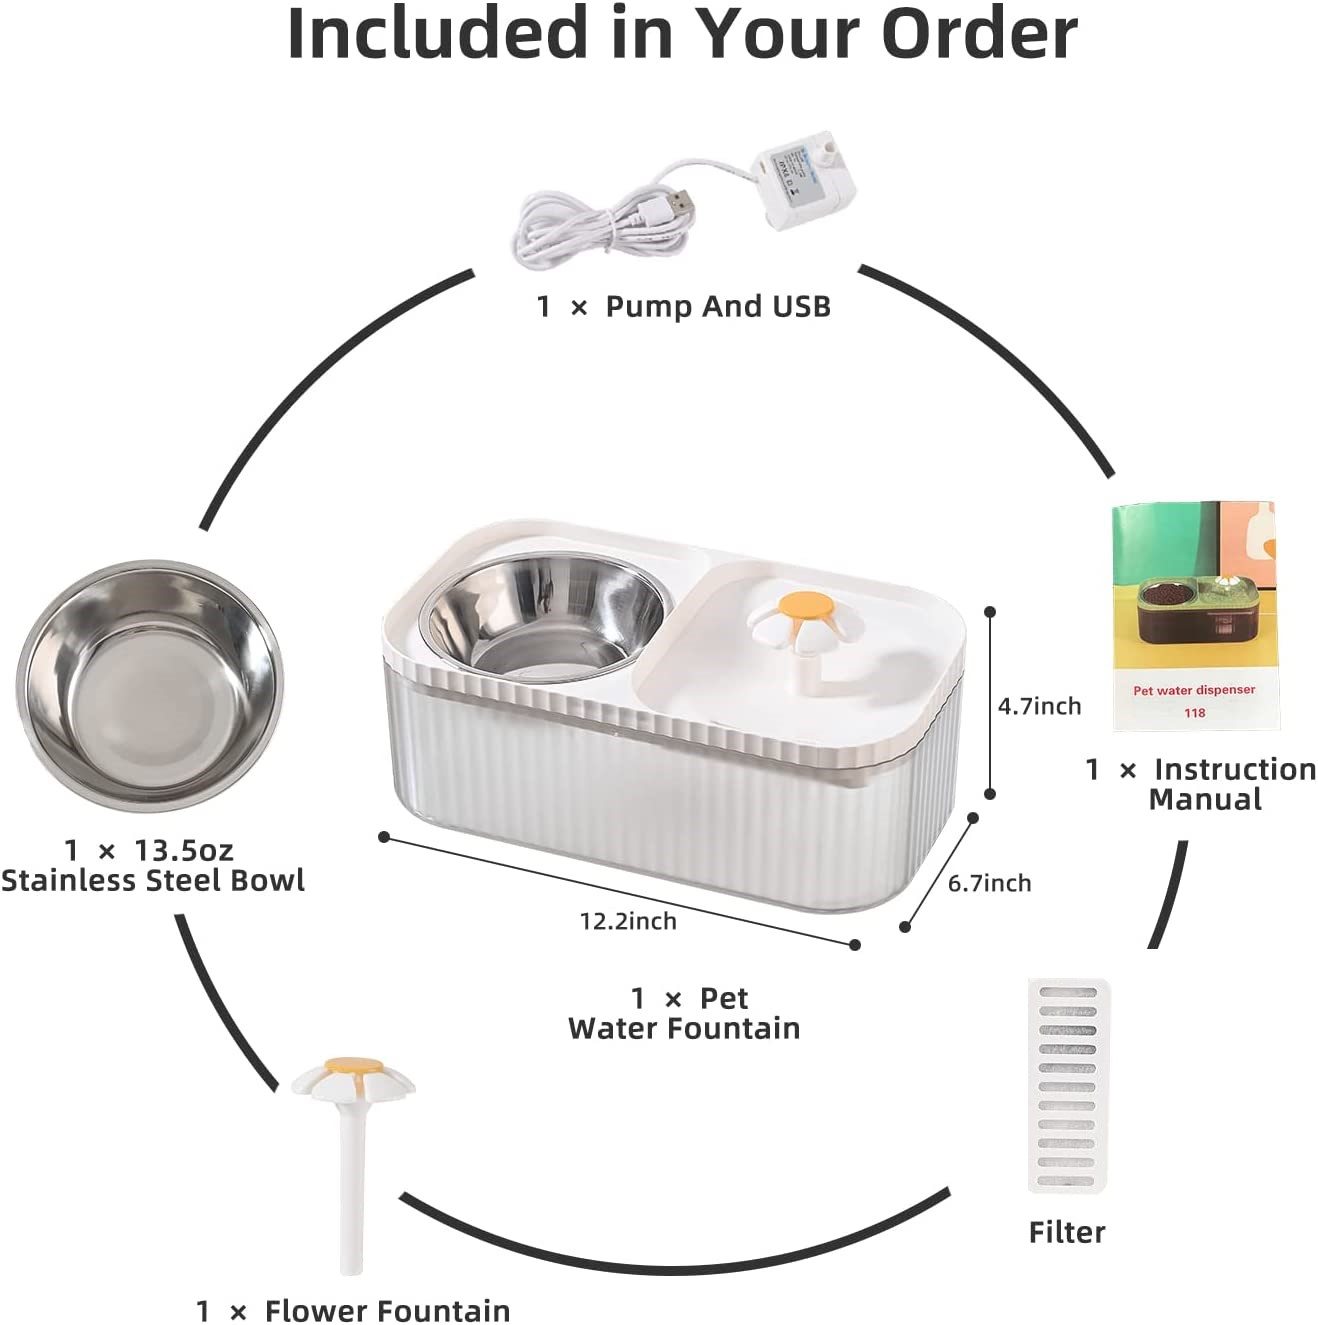 Included in Your Order
1 × Pump And USB
4.7inch
Pet water dispenser
118
1 × Instruction
Manual
1 × 13.5oz
Stainless Steel Bowl
6.7inch
12.2inch
1 × Pet
Water Fountain
Filter
1 × Flower Fountain